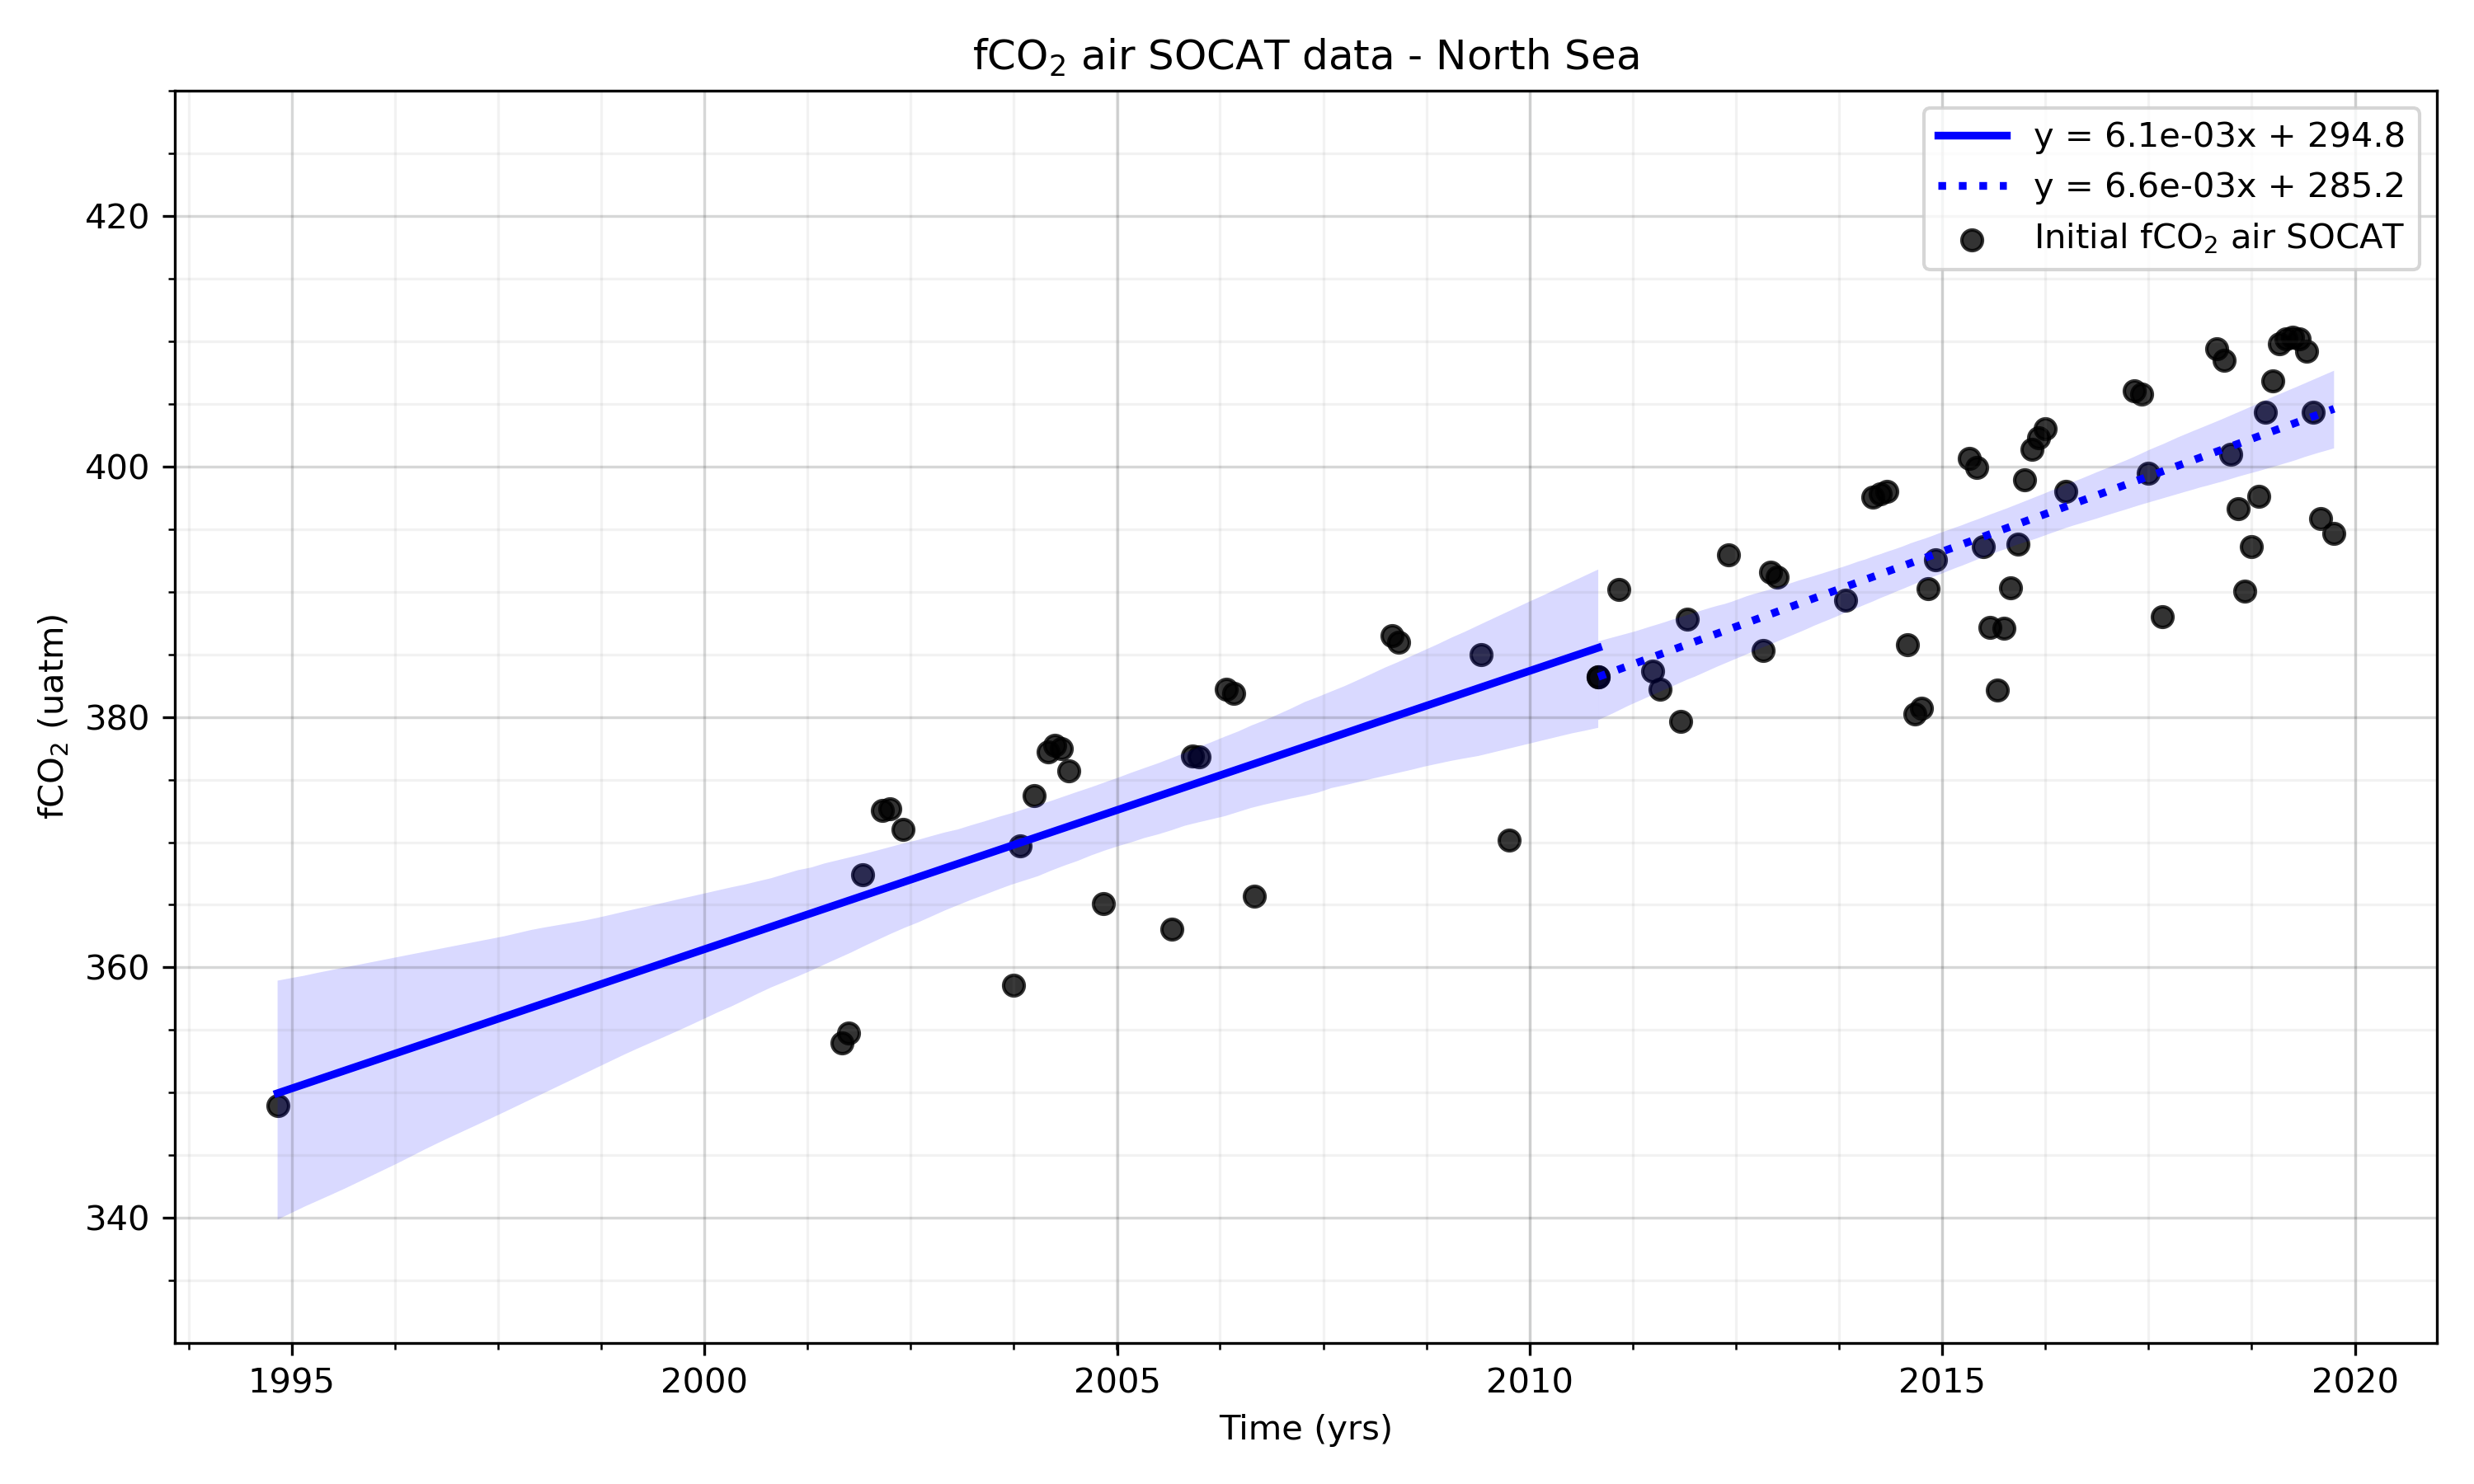 fCO₂ air SOCAT data - North Sea
y = 6.1e-03x + 294.8
y = 6.6e-03x + 285.2
Initial fCO₂ air SOCAT
fCO₂ (uatm)
420
400
380
360
340
1995 2000 2005 2010 2015 2020
Time (yrs)